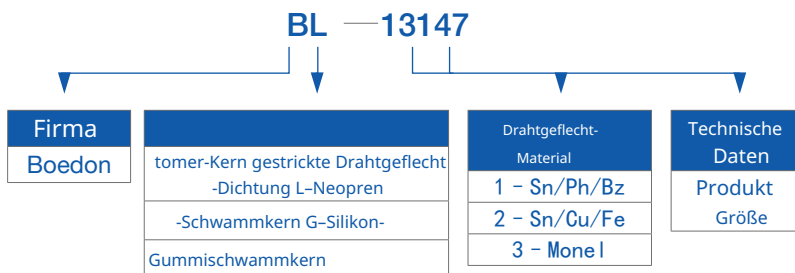 BL — 13147
Firma
Boedon
tomer-Kern gestrickte Drahtgeflecht
-Dichtung L–Neopren
-Schwammkern G–Silikon-
Gummischwammkern
Drahtgeflecht-
Material
1 - Sn/Ph/Bz
2 - Sn/Cu/Fe
3 - Monel
Technische
Daten
Produkt
Größe